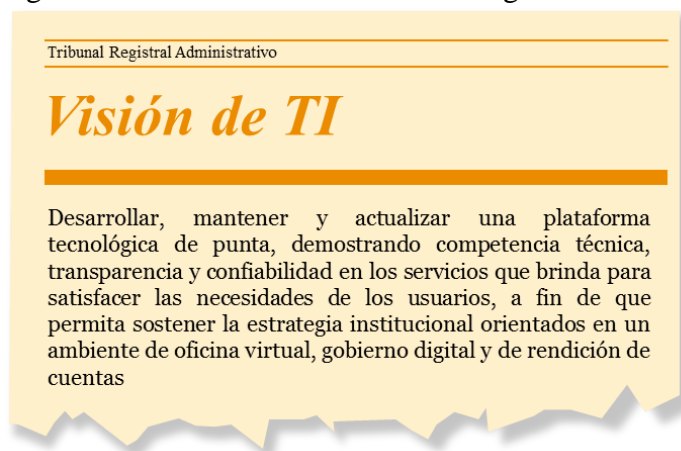 Tribunal Registral Administrativo
Visión de TI
Desarrollar, mantener y actualizar una plataforma
tecnológica de punta, demostrando competencia técnica,
transparencia y confiabilidad en los servicios que brinda para
satisfacer las necesidades de los usuarios, a fin de que
permita sostener la estrategia institucional orientados en un
ambiente de oficina virtual, gobierno digital y de rendición de
cuentas